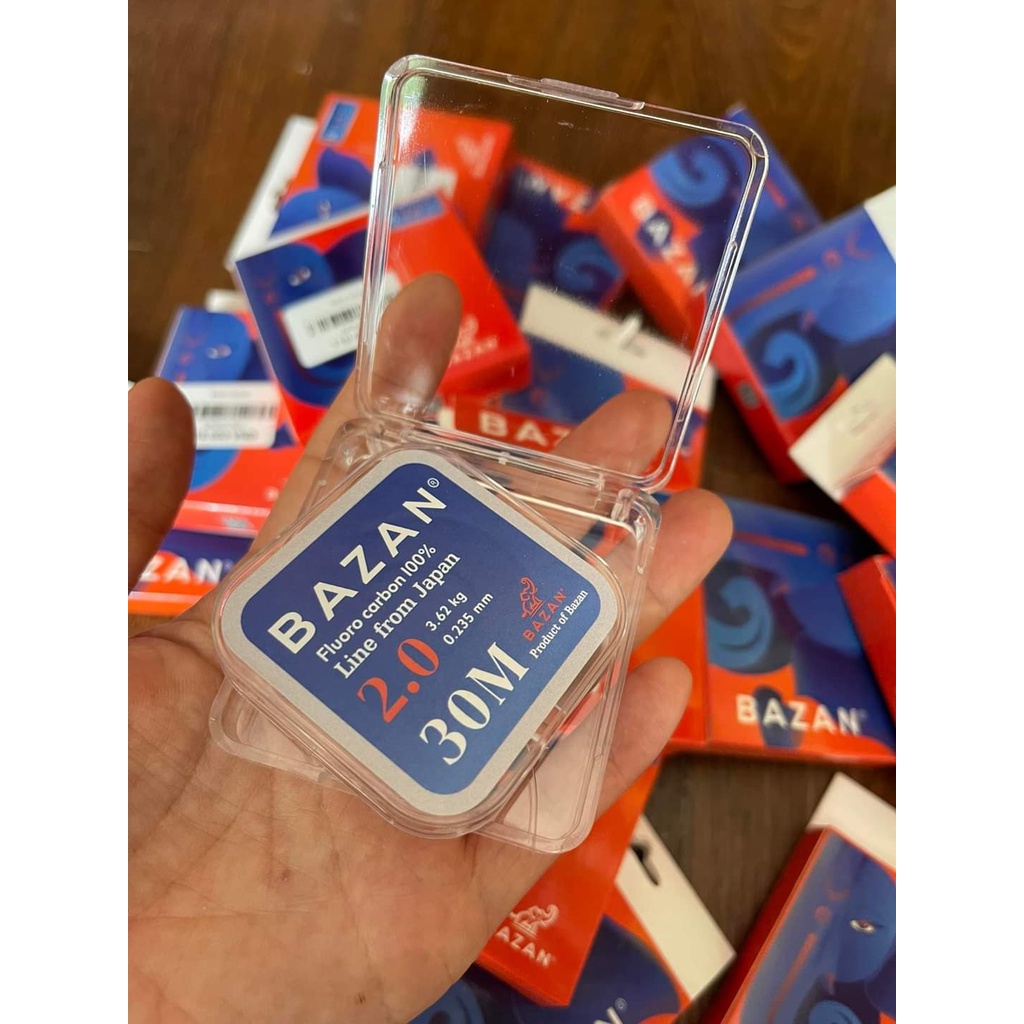 BAZAN®
Fluoro carbon 100%
Line from Japan
2.0
3.62 kg
0.235 mm
30M
BAZAN®
Product of Bazan
BAZAN
BAZAN
BAZAN®
BAZAN®